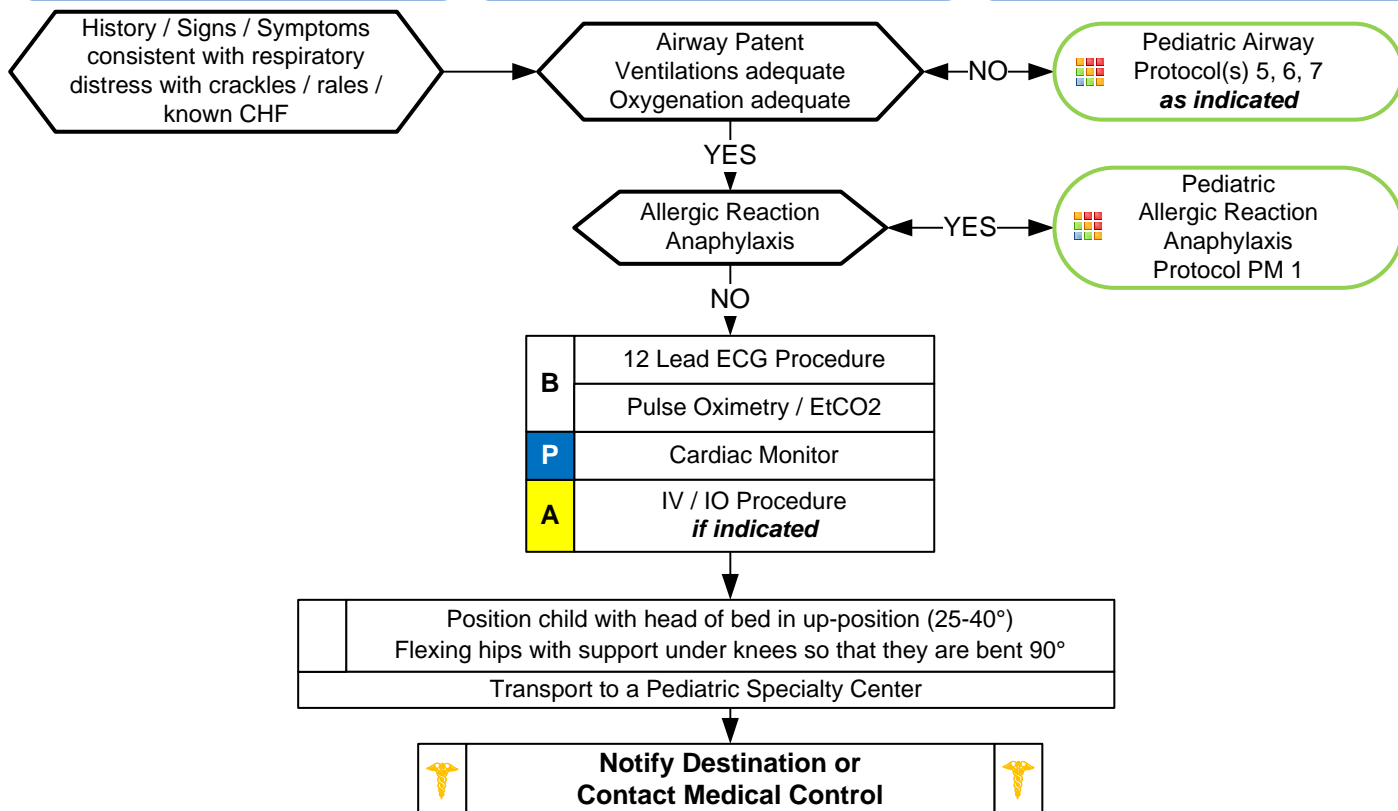 History / Signs / Symptoms
consistent with respiratory
distress with crackles / rales /
known CHF
Airway Patent
Ventilations adequate
Oxygenation adequate
NO
Pediatric Airway
Protocol(s) 5, 6, 7
as indicated
YES
Allergic Reaction
Anaphylaxis
YES
Pediatric
Allergic Reaction
Anaphylaxis
Protocol PM 1
NO
B
12 Lead ECG Procedure
Pulse Oximetry / EtCO2
P
Cardiac Monitor
A
IV / IO Procedure
if indicated
Position child with head of bed in up-position (25-40°)
Flexing hips with support under knees so that they are bent 90°
Transport to a Pediatric Specialty Center
Notify Destination or
Contact Medical Control